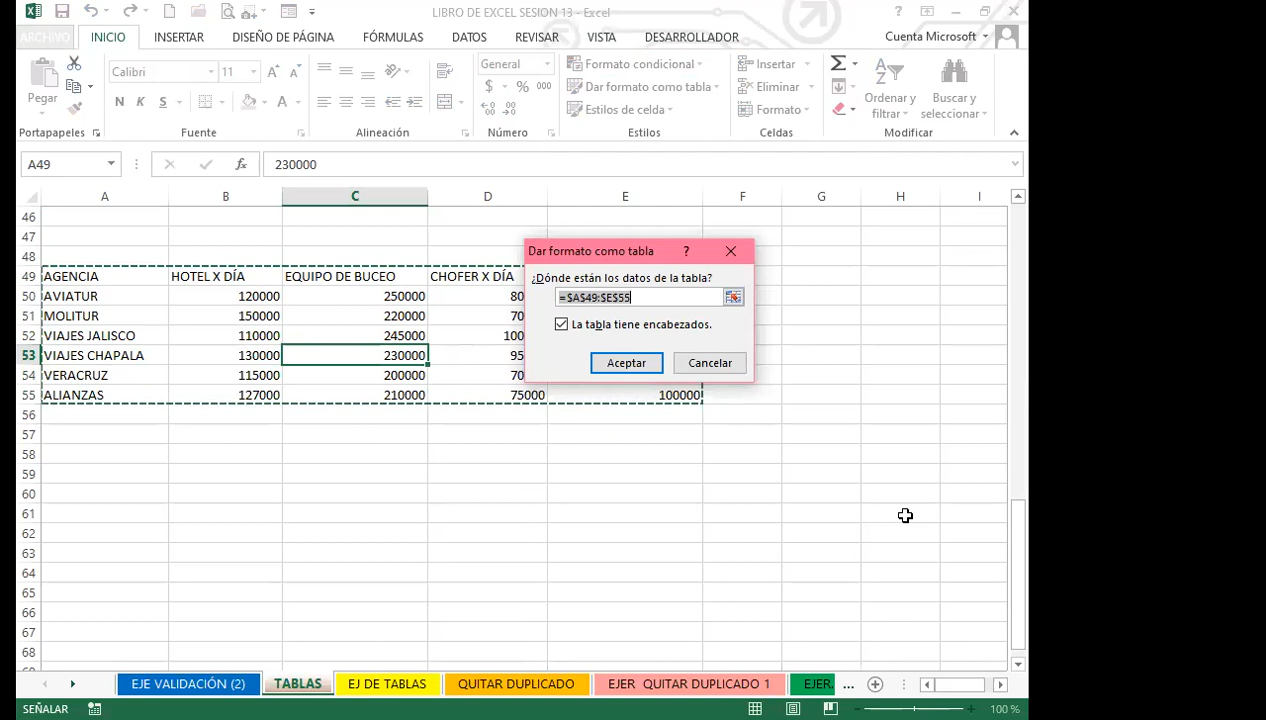 LIBRO DE EXCEL SESION 13 - Excel
ARCHIVO INICIO INSERTAR DISEÑO DE PÁGINA FÓRMULAS DATOS REVISAR VISTA DESARROLLADOR Cuenta Microsoft
Calibri 11 General Formato condicional Insertar
Pegar Dar formato como tabla Eliminar Ordenar y filtrar Buscar y seleccionar
N K S A $ % 000 Estilos de celda Formato
Portapapeles Fuente Alineación Número Estilos Celdas Modificar
A49 fx 230000
A B C D E F G H I
46
47
48
49 AGENCIA HOTEL X DÍA EQUIPO DE BUCEO CHOFER X DÍA
50 AVIATUR 120000 250000 80
51 MOLITUR 150000 220000 70
52 VIAJES JALISCO 110000 245000 100
53 VIAJES CHAPALA 130000 230000 95
54 VERACRUZ 115000 200000 70
55 ALIANZAS 127000 210000 75000 100000
56
57
58
59
60
61
62
63
64
65
66
67
68
Dar formato como tabla ?
¿Dónde están los datos de la tabla?
=$A$49:$E$55
La tabla tiene encabezados.
Aceptar Cancelar
EJE VALIDACIÓN (2) TABLAS EJ DE TABLAS QUITAR DUPLICADO EJER QUITAR DUPLICADO 1 EJER. ...
SEÑALAR 100 %